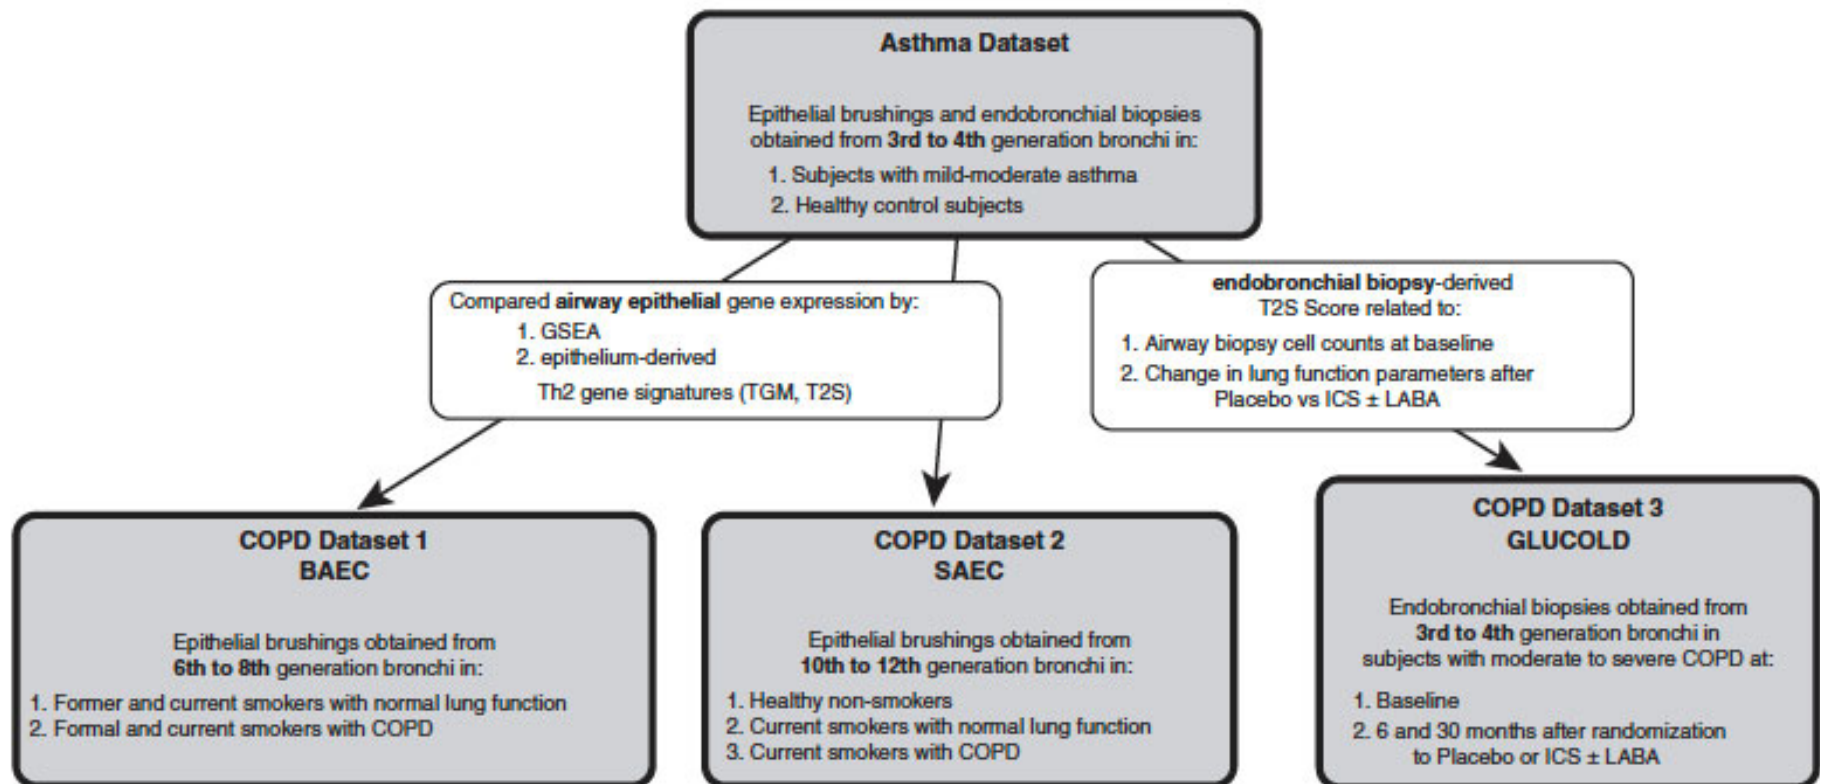 Asthma Dataset
Epithelial brushings and endobronchial biopsies
obtained from 3rd to 4th generation bronchi in:
1. Subjects with mild-moderate asthma
2. Healthy control subjects
Compared airway epithelial gene expression by:
1. GSEA
2. epithelium-derived
Th2 gene signatures (TGM, T2S)
endobronchial biopsy-derived
T2S Score related to:
1. Airway biopsy cell counts at baseline
2. Change in lung function parameters after
Placebo vs ICS ± LABA
COPD Dataset 1
BAEC
Epithelial brushings obtained from
6th to 8th generation bronchi in:
1. Former and current smokers with normal lung function
2. Formal and current smokers with COPD
COPD Dataset 2
SAEC
Epithelial brushings obtained from
10th to 12th generation bronchi in:
1. Healthy non-smokers
2. Current smokers with normal lung function
3. Current smokers with COPD
COPD Dataset 3
GLUCOLD
Endobronchial biopsies obtained from
3rd to 4th generation bronchi in
subjects with moderate to severe COPD at:
1. Baseline
2. 6 and 30 months after randomization
to Placebo or ICS ± LABA